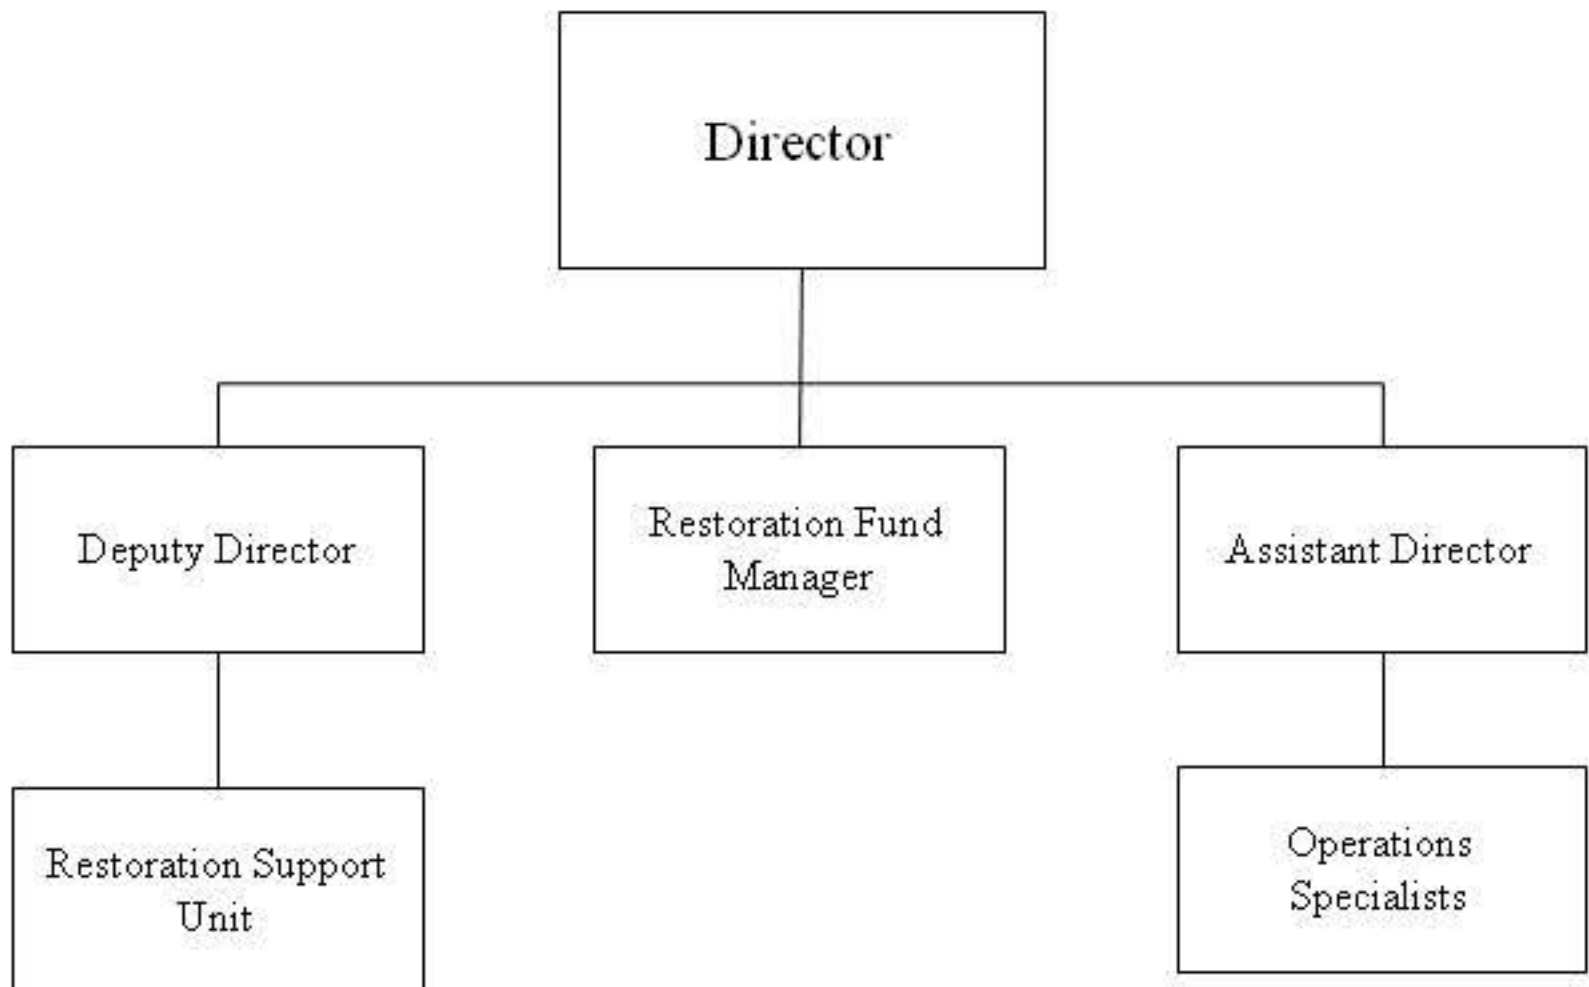 Director
Deputy Director
Restoration Fund
Manager
Assistant Director
Restoration Support
Unit
Operations
Specialists